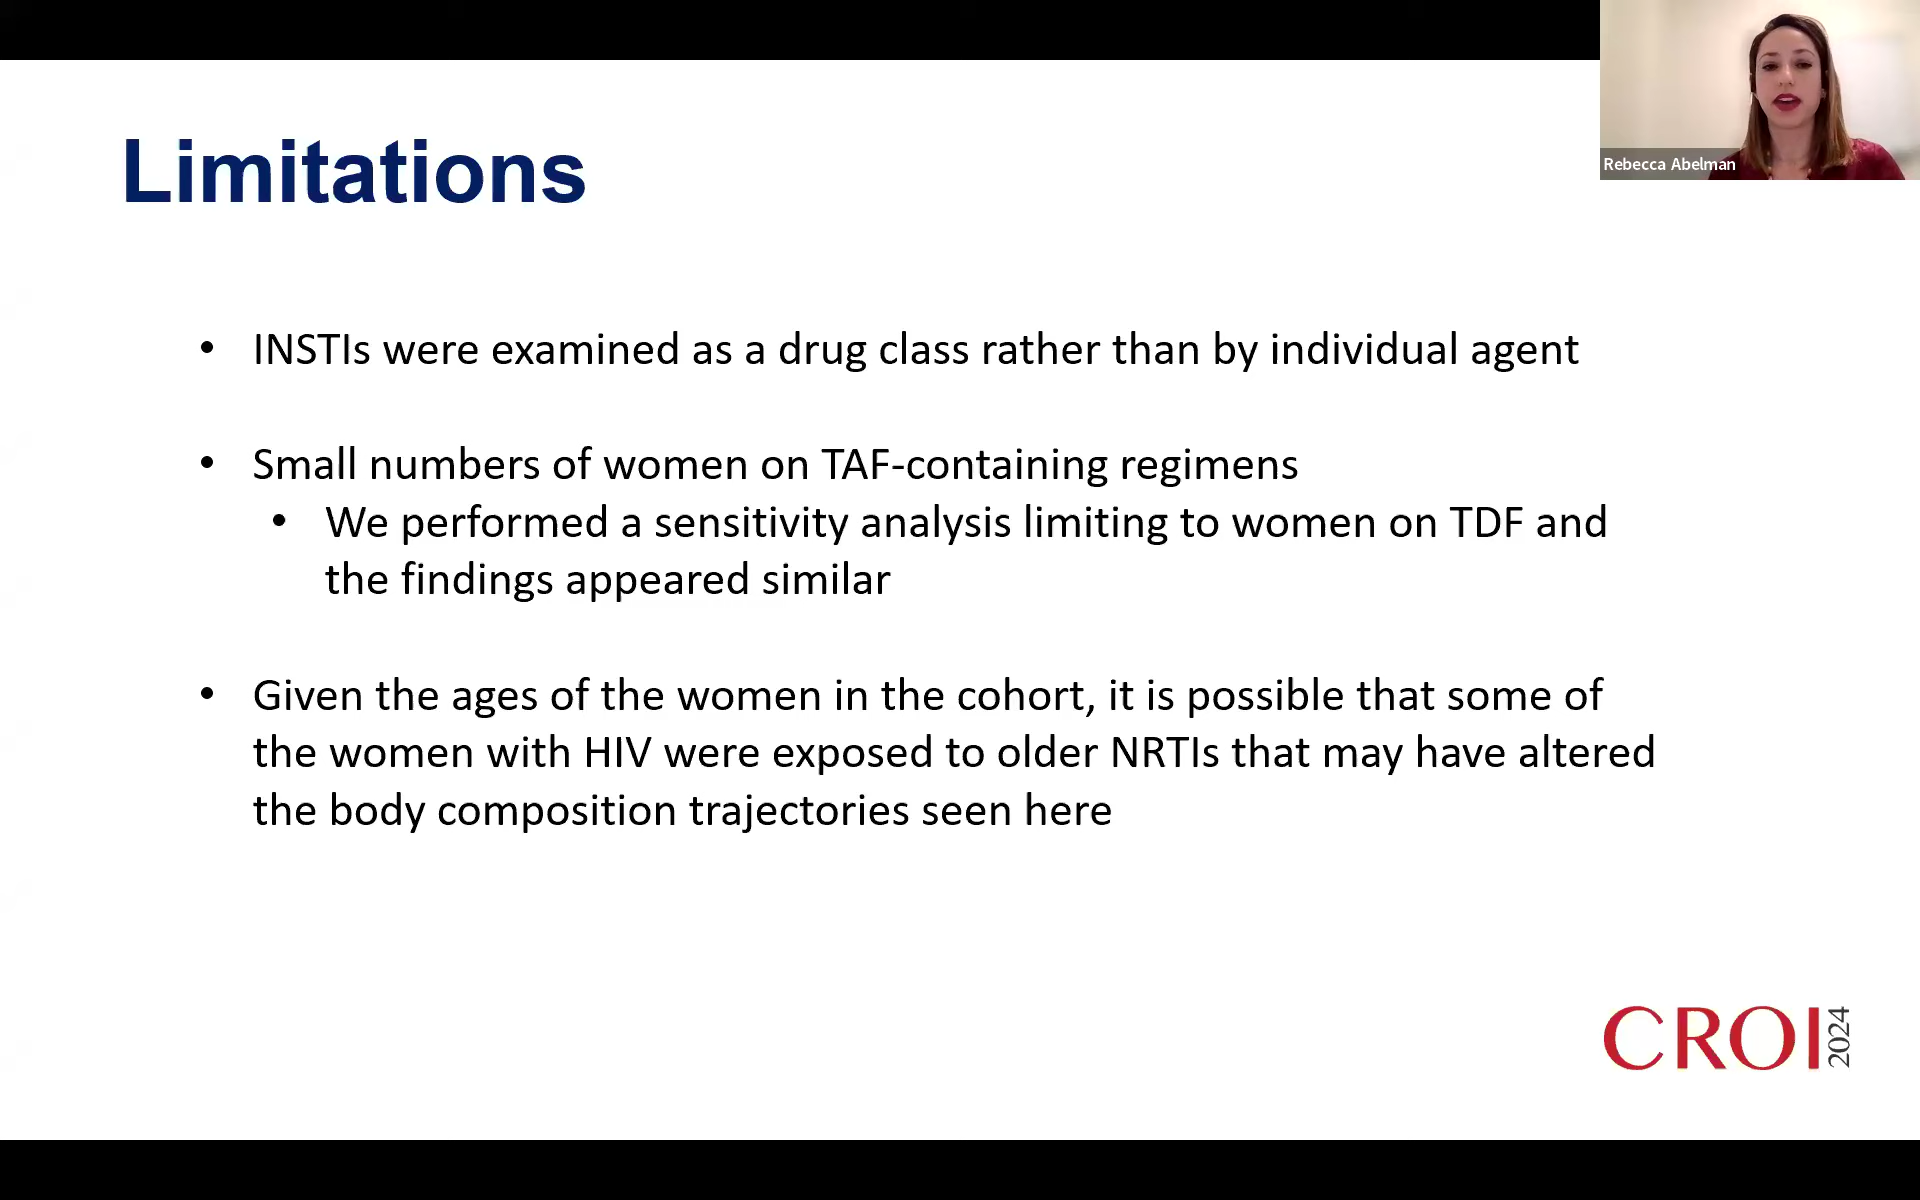 Rebecca Abelman
Limitations
• INSTIs were examined as a drug class rather than by individual agent
• Small numbers of women on TAF-containing regimens
• We performed a sensitivity analysis limiting to women on TDF and
the findings appeared similar
• Given the ages of the women in the cohort, it is possible that some of
the women with HIV were exposed to older NRTIs that may have altered
the body composition trajectories seen here
CROI 2024